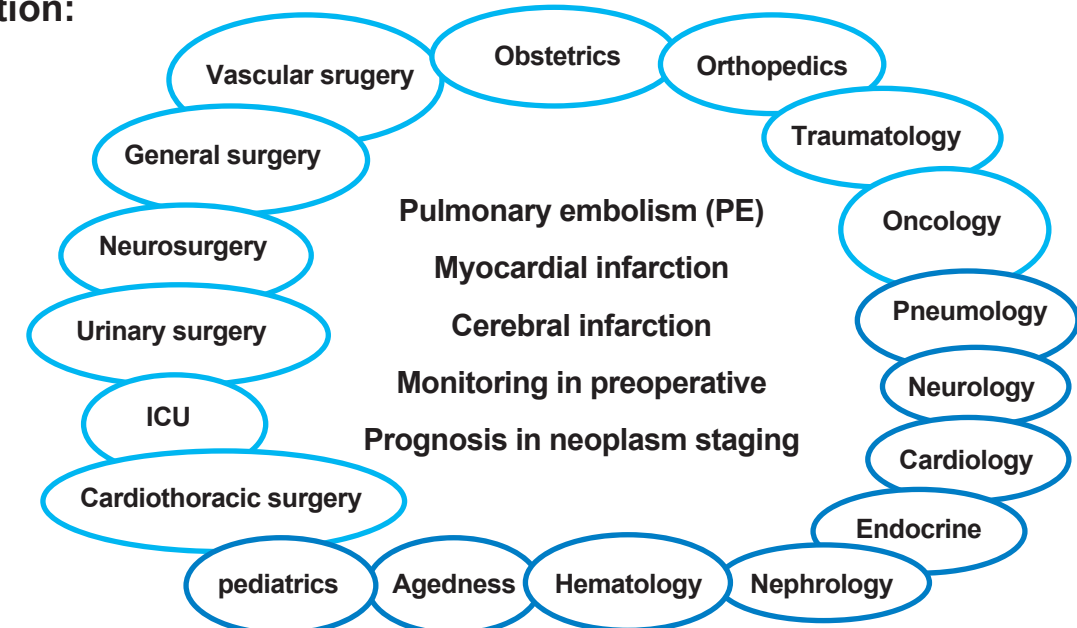 tion:
Vascular srugery
Obstetrics
Orthopedics
General surgery
Traumatology
Neurosurgery
Oncology
Urinary surgery
Pneumology
ICU
Neurology
Cardiothoracic surgery
Cardiology
Endocrine
pediatrics
Agedness
Hematology
Nephrology
Pulmonary embolism (PE)
Myocardial infarction
Cerebral infarction
Monitoring in preoperative
Prognosis in neoplasm staging